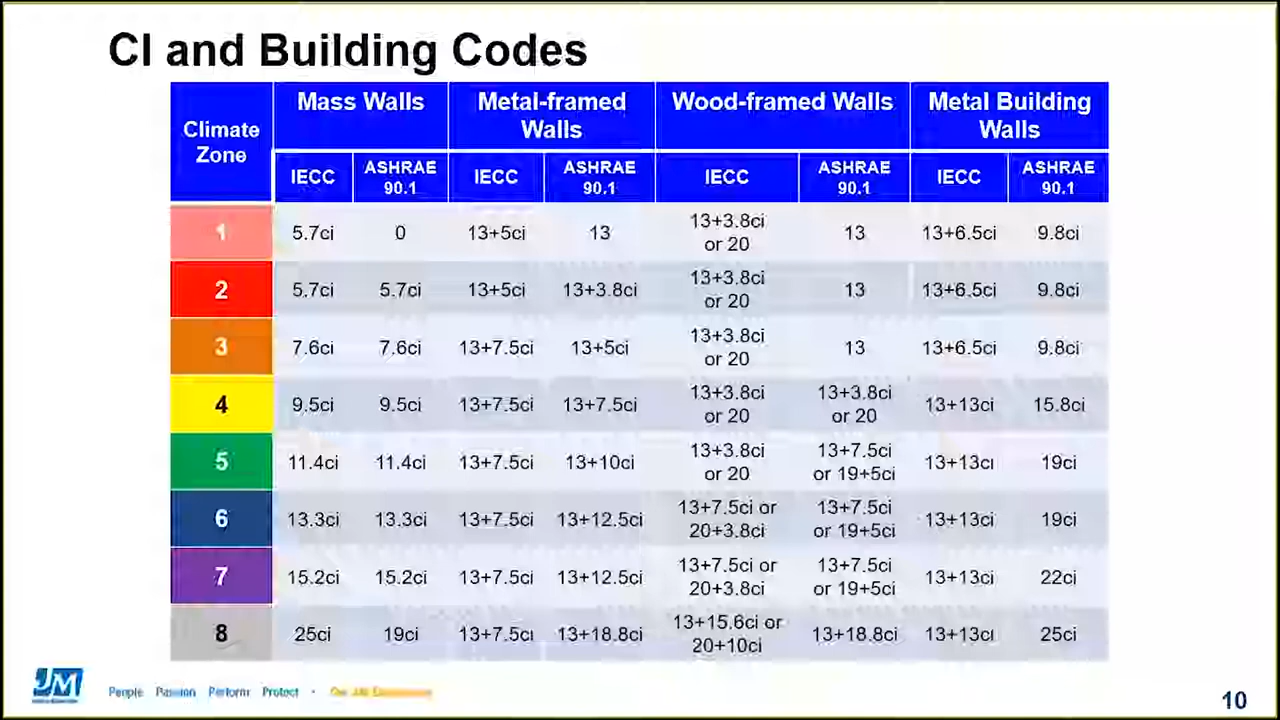 CI and Building Codes
Climate Zone | Mass Walls | Metal-framed Walls | Wood-framed Walls | Metal Building Walls
IECC | ASHRAE 90.1 | IECC | ASHRAE 90.1 | IECC | ASHRAE 90.1 | IECC | ASHRAE 90.1
1 | 5.7ci | 0 | 13+5ci | 13 | 13+3.8ci or 20 | 13 | 13+6.5ci | 9.8ci
2 | 5.7ci | 5.7ci | 13+5ci | 13+3.8ci | 13+3.8ci or 20 | 13 | 13+6.5ci | 9.8ci
3 | 7.6ci | 7.6ci | 13+7.5ci | 13+5ci | 13+3.8ci or 20 | 13 | 13+6.5ci | 9.8ci
4 | 9.5ci | 9.5ci | 13+7.5ci | 13+7.5ci | 13+3.8ci or 20 | 13+3.8ci or 20 | 13+13ci | 15.8ci
5 | 11.4ci | 11.4ci | 13+7.5ci | 13+10ci | 13+3.8ci or 20 | 13+7.5ci or 19+5ci | 13+13ci | 19ci
6 | 13.3ci | 13.3ci | 13+7.5ci | 13+12.5ci | 13+7.5ci or 20+3.8ci | 13+7.5ci or 19+5ci | 13+13ci | 19ci
7 | 15.2ci | 15.2ci | 13+7.5ci | 13+12.5ci | 13+7.5ci or 20+3.8ci | 13+7.5ci or 19+5ci | 13+13ci | 22ci
8 | 25ci | 19ci | 13+7.5ci | 13+18.8ci | 13+15.6ci or 20+10ci | 13+18.8ci | 13+13ci | 25ci
JM
People Passion Perform Protect
10